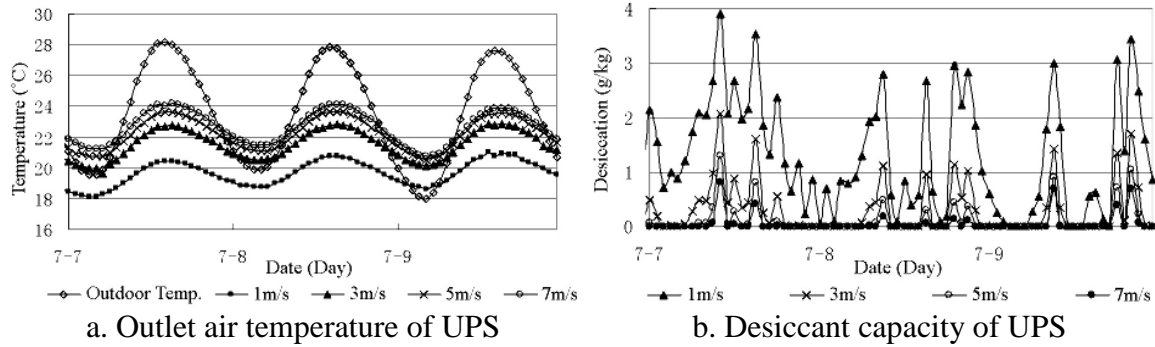 30
28
26
24
22
20
18
16
Temperature (°C)
7-7
7-8
7-9
Date (Day)
Outdoor Temp.
1m/s
3m/s
5m/s
7m/s
a. Outlet air temperature of UPS
4
3
2
1
0
Desiccation (g/kg)
7-7
7-8
7-9
Date (Day)
1m/s
3m/s
5m/s
7m/s
b. Desiccant capacity of UPS